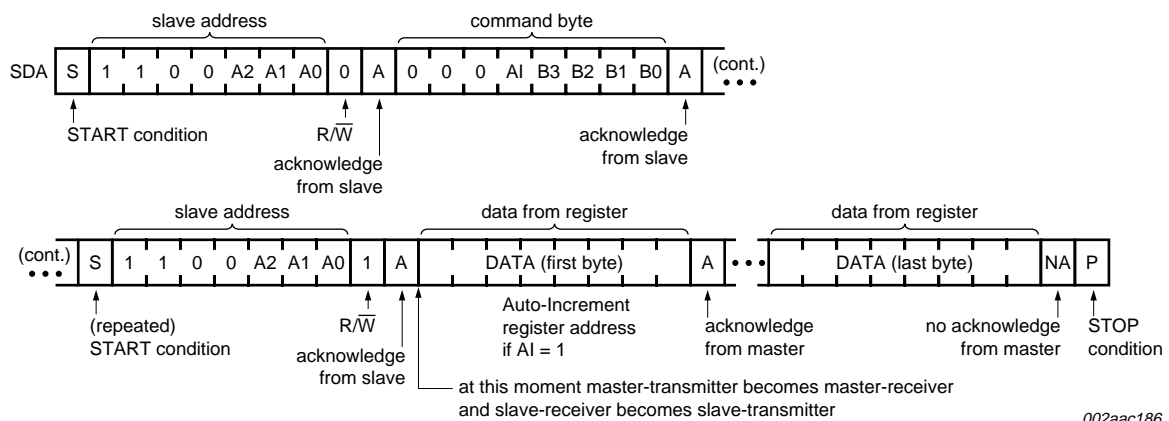 slave address command byte
SDA S 1 1 0 0 A2 A1 A0 0 A 0 0 0 AI B3 B2 B1 B0 A (cont.)
START condition R/W̅ acknowledge from slave acknowledge from slave
slave address data from register data from register
(cont.) S 1 1 0 0 A2 A1 A0 1 A DATA (first byte) A DATA (last byte) NA P
(repeated)
START condition
R/W̅
acknowledge
from slave
Auto-Increment
register address
if AI = 1
acknowledge
from master
no acknowledge
from master
STOP
condition
at this moment master-transmitter becomes master-receiver
and slave-receiver becomes slave-transmitter
002aac186